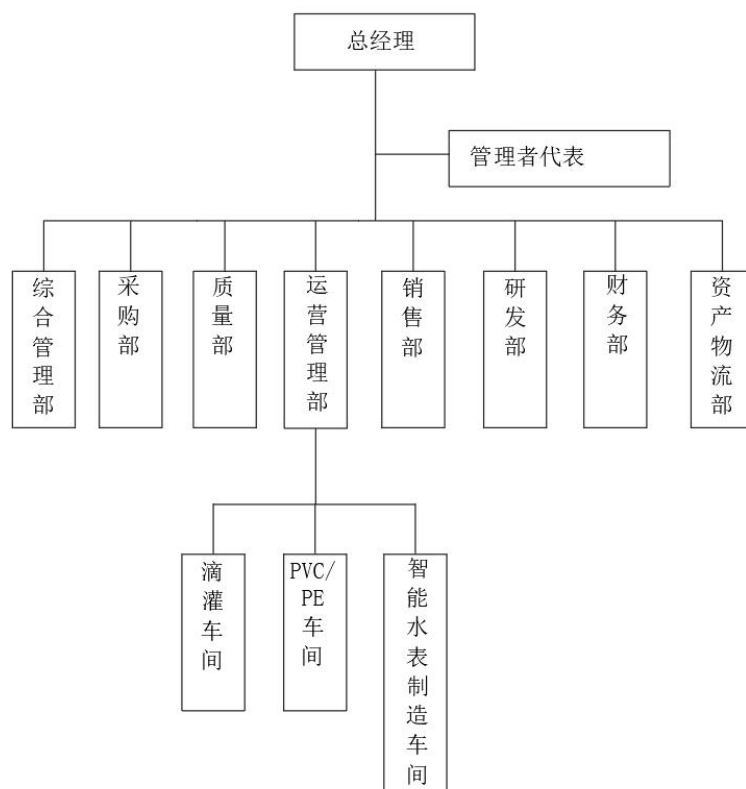 总经理
管理者代表
综合管理部
采购部
质量部
运营管理部
销售部
研发部
财务部
资产物流部
滴灌车间
PVC/
PE车间
智能水表制造车间